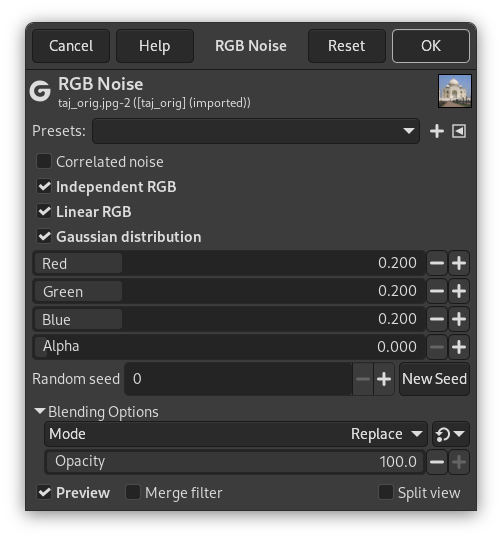 Cancel Help RGB Noise Reset OK
RGB Noise
taj_orig.jpg-2 ([taj_orig] (imported))
Presets:
Correlated noise
Independent RGB
Linear RGB
Gaussian distribution
Red 0.200
Green 0.200
Blue 0.200
Alpha 0.000
Random seed 0 New Seed
Blending Options
Mode Replace
Opacity 100.0
Preview Merge filter Split view